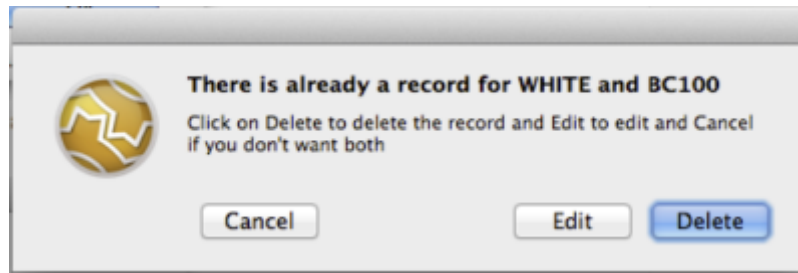 There is already a record for WHITE and BC100
Click on Delete to delete the record and Edit to edit and Cancel
if you don't want both
Cancel
Edit
Delete